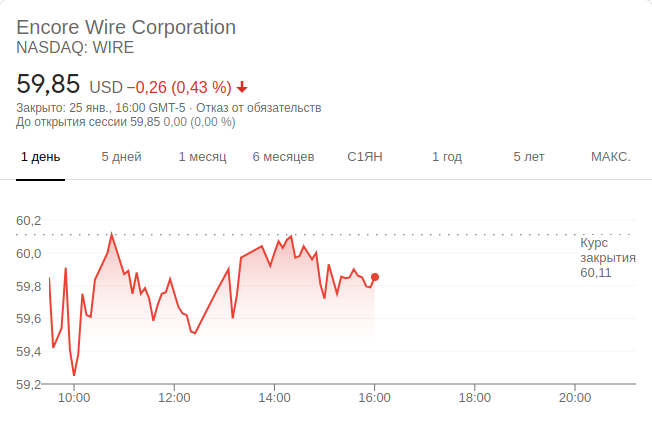 Encore Wire Corporation
NASDAQ: WIRE
59,85 USD −0,26 (0,43 %)
Закрыто: 25 янв., 16:00 GMT-5 · Отказ от обязательств
До открытия сессии 59,85 0,00 (0,00 %)
1 день 5 дней 1 месяц 6 месяцев С1ЯН 1 год 5 лет МАКС.
60,2
Курс
закрытия
60,11
60,0
59,8
59,6
59,4
59,2
10:00 12:00 14:00 16:00 18:00 20:00